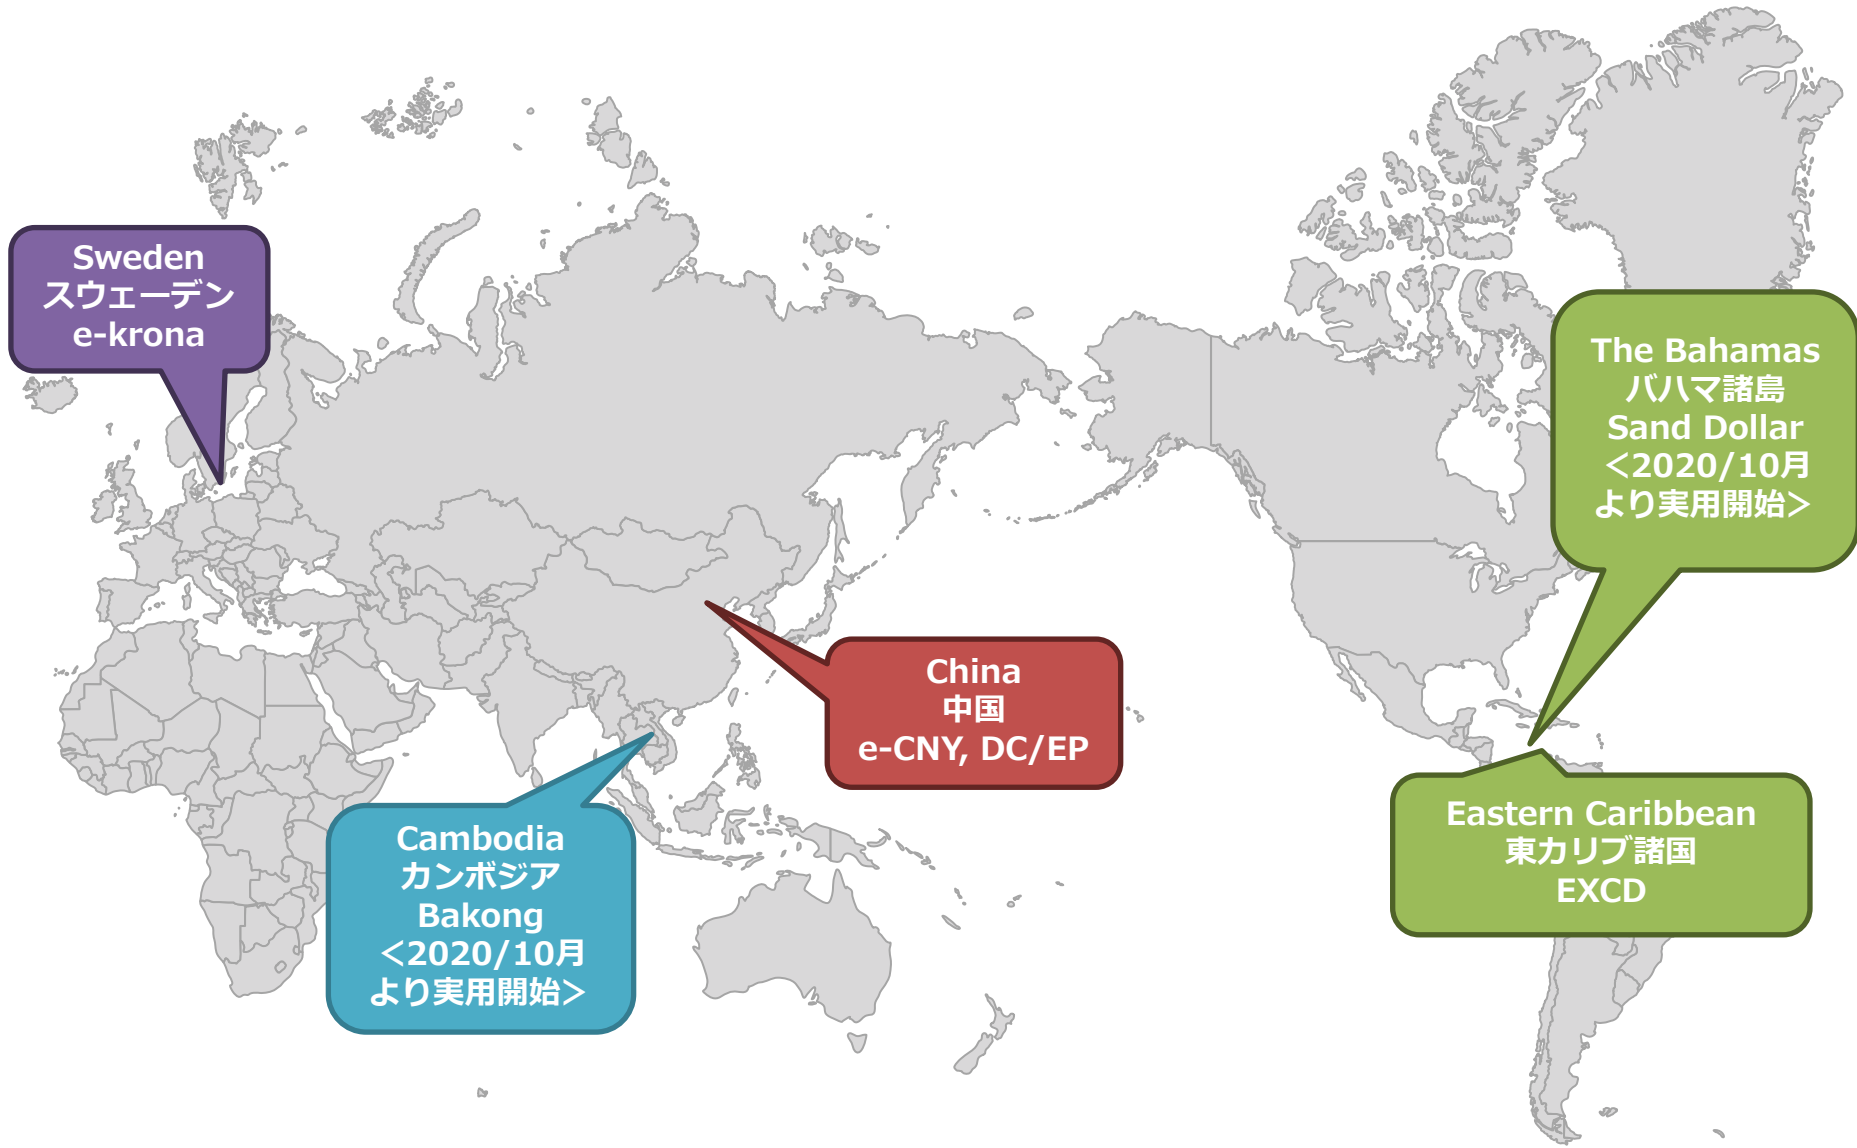 Sweden
スウェーデン
e-krona
The Bahamas
バハマ諸島
Sand Dollar
＜2020/10月
より実用開始＞
China
中国
e-CNY, DC/EP
Cambodia
カンボジア
Bakong
＜2020/10月
より実用開始＞
Eastern Caribbean
東カリブ諸国
EXCD